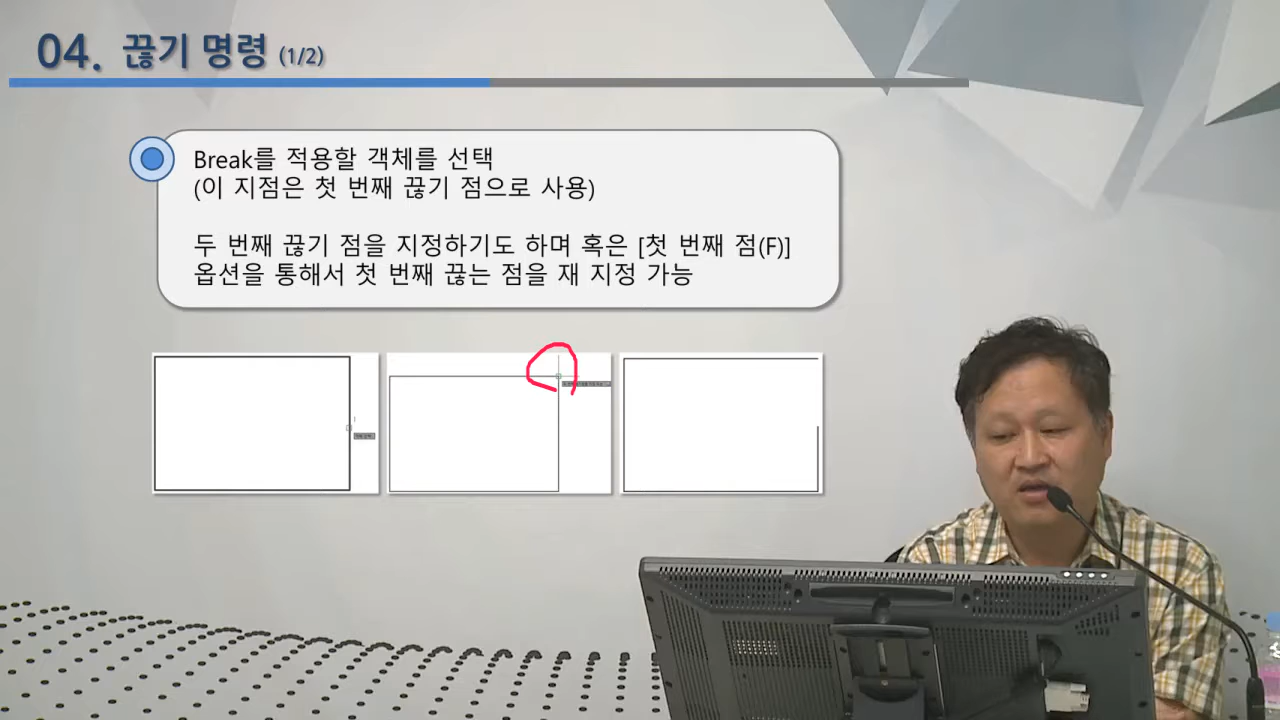 04. 끊기 명령 (1/2)
Break를 적용할 객체를 선택
(이 지점은 첫 번째 끊기 점으로 사용)
두 번째 끊기 점을 지정하기도 하며 혹은 [첫 번째 점(F)]
옵션을 통해서 첫 번째 끊는 점을 재 지정 가능